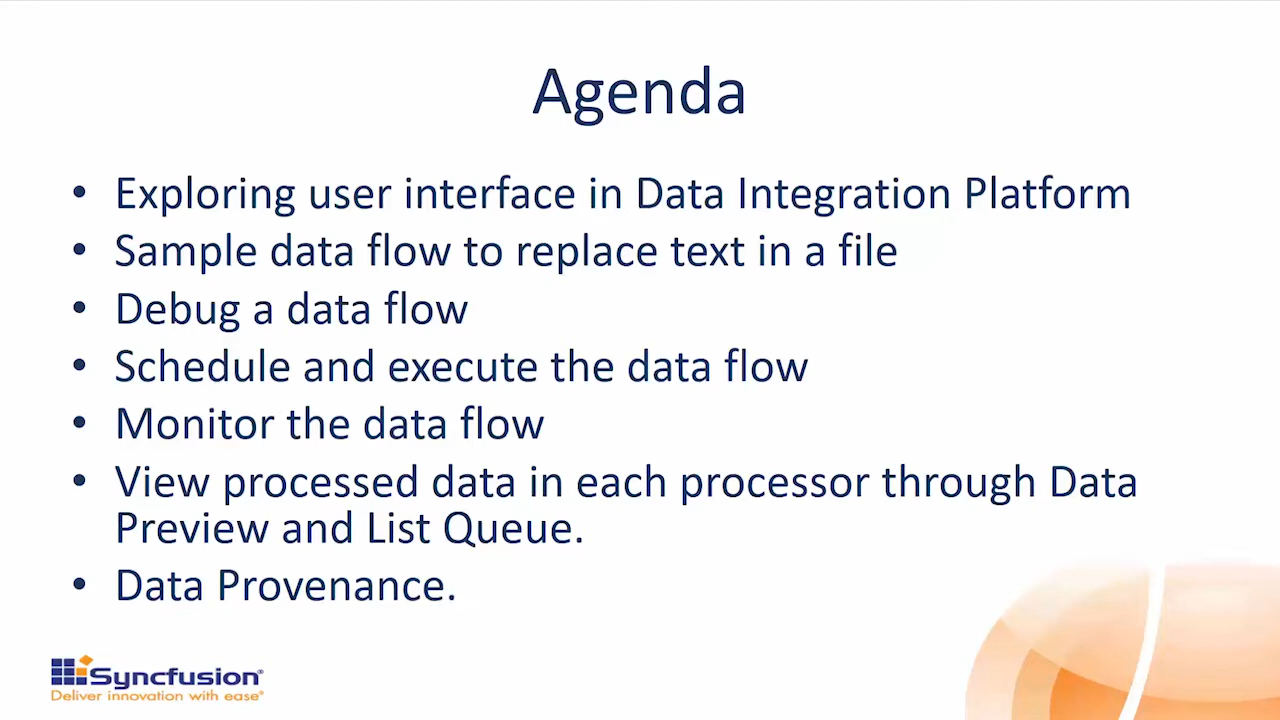 Agenda
• Exploring user interface in Data Integration Platform
• Sample data flow to replace text in a file
• Debug a data flow
• Schedule and execute the data flow
• Monitor the data flow
• View processed data in each processor through Data
Preview and List Queue.
• Data Provenance.
Syncfusion®
Deliver innovation with ease®